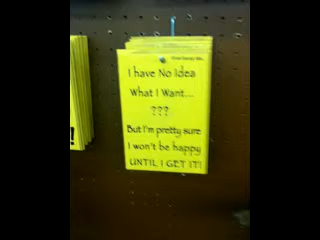 I have No Idea
What I Want...
???
But I'm pretty sure
I won't be happy
UNTIL I GET IT!
!